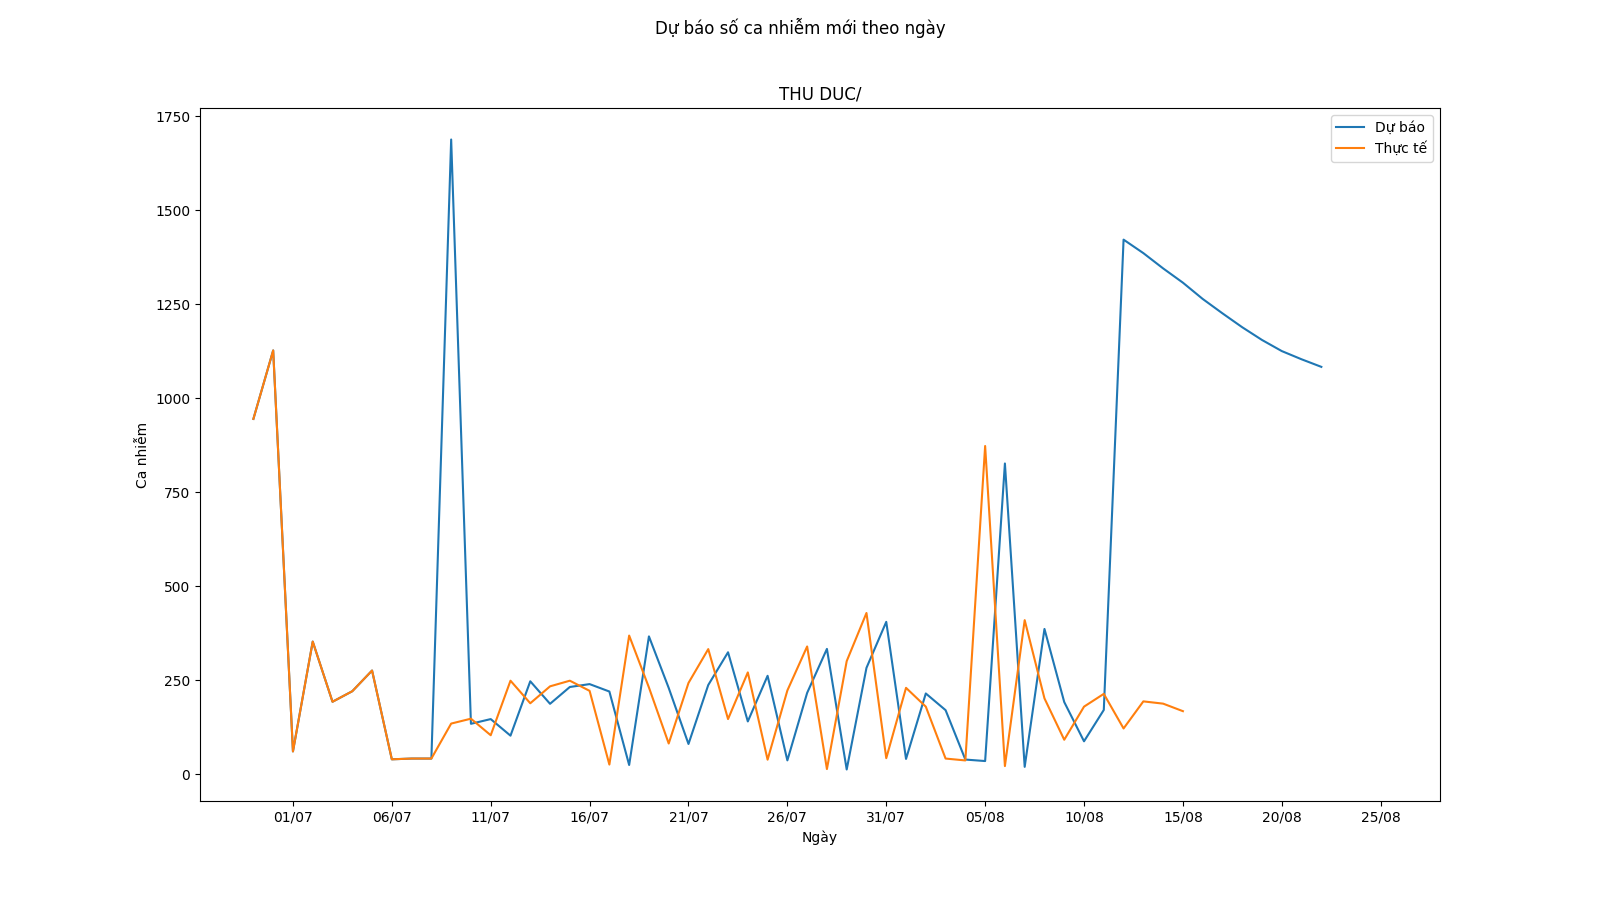 Dự báo số ca nhiễm mới theo ngày
THU DUC/
1750
1500
1250
1000
750
500
250
0
Ca nhiễm
Dự báo
Thực tế
01/07 06/07 11/07 16/07 21/07 26/07 31/07 05/08 10/08 15/08 20/08 25/08
Ngày